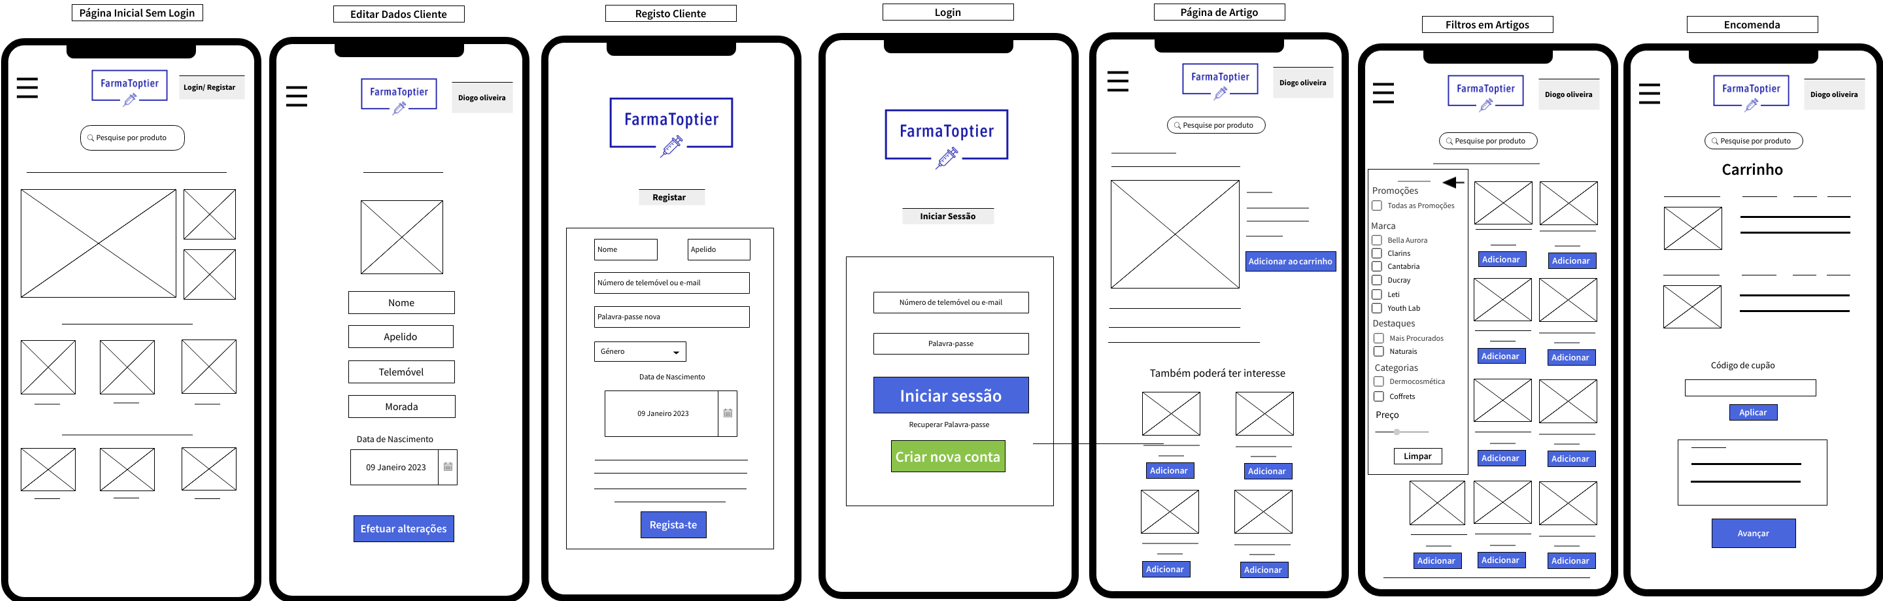 Página Inicial Sem Login
FarmaToptier
Login/ Registar
Pesquise por produto
Editar Dados Cliente
FarmaToptier
Diogo oliveira
Nome
Apelido
Telemóvel
Morada
Data de Nascimento
09 Janeiro 2023
Efetuar alterações
Registo Cliente
FarmaToptier
Registar
Nome
Apelido
Número de telemóvel ou e-mail
Palavra-passe nova
Género
Data de Nascimento
09 Janeiro 2023
Regista-te
Login
FarmaToptier
Iniciar Sessão
Número de telemóvel ou e-mail
Palavra-passe
Iniciar sessão
Recuperar Palavra-passe
Criar nova conta
Página de Artigo
FarmaToptier
Diogo oliveira
Pesquise por produto
Adicionar ao carrinho
Também poderá ter interesse
Adicionar
Adicionar
Adicionar
Adicionar
Filtros em Artigos
FarmaToptier
Diogo oliveira
Pesquise por produto
Promoções
Todas as Promoções
Marca
Bella Aurora
Clarins
Cantabria
Ducray
Leti
Youth Lab
Destaques
Mais Procurados
Naturais
Categorias
Dermocosmética
Coffrets
Preço
Limpar
Adicionar
Adicionar
Adicionar
Adicionar
Adicionar
Adicionar
Adicionar
Adicionar
Adicionar
Encomenda
FarmaToptier
Diogo oliveira
Pesquise por produto
Carrinho
Código de cupão
Aplicar
Avançar